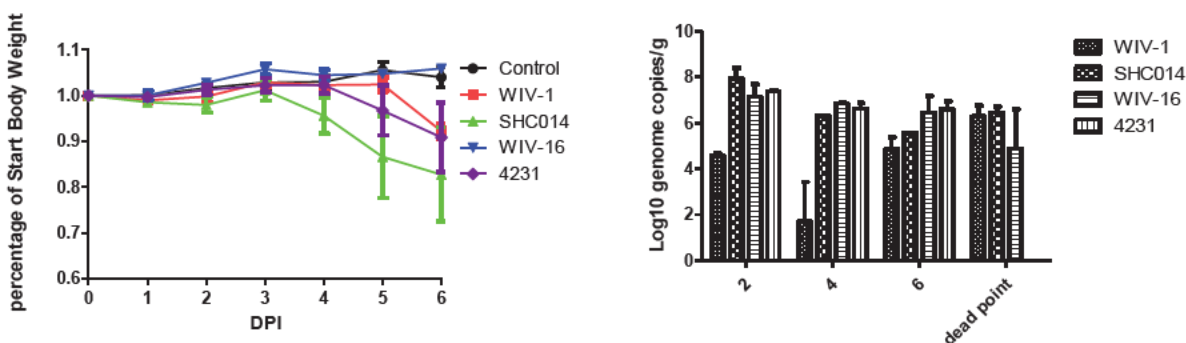 percentage of Start Body Weight
1.1
1.0
0.9
0.8
0.7
0.6
0 1 2 3 4 5 6
DPI
Control
WIV-1
SHC014
WIV-16
4231
Log10 genome copies/g
10
8
6
4
2
0
2 4 6 dead point
WIV-1
SHC014
WIV-16
4231